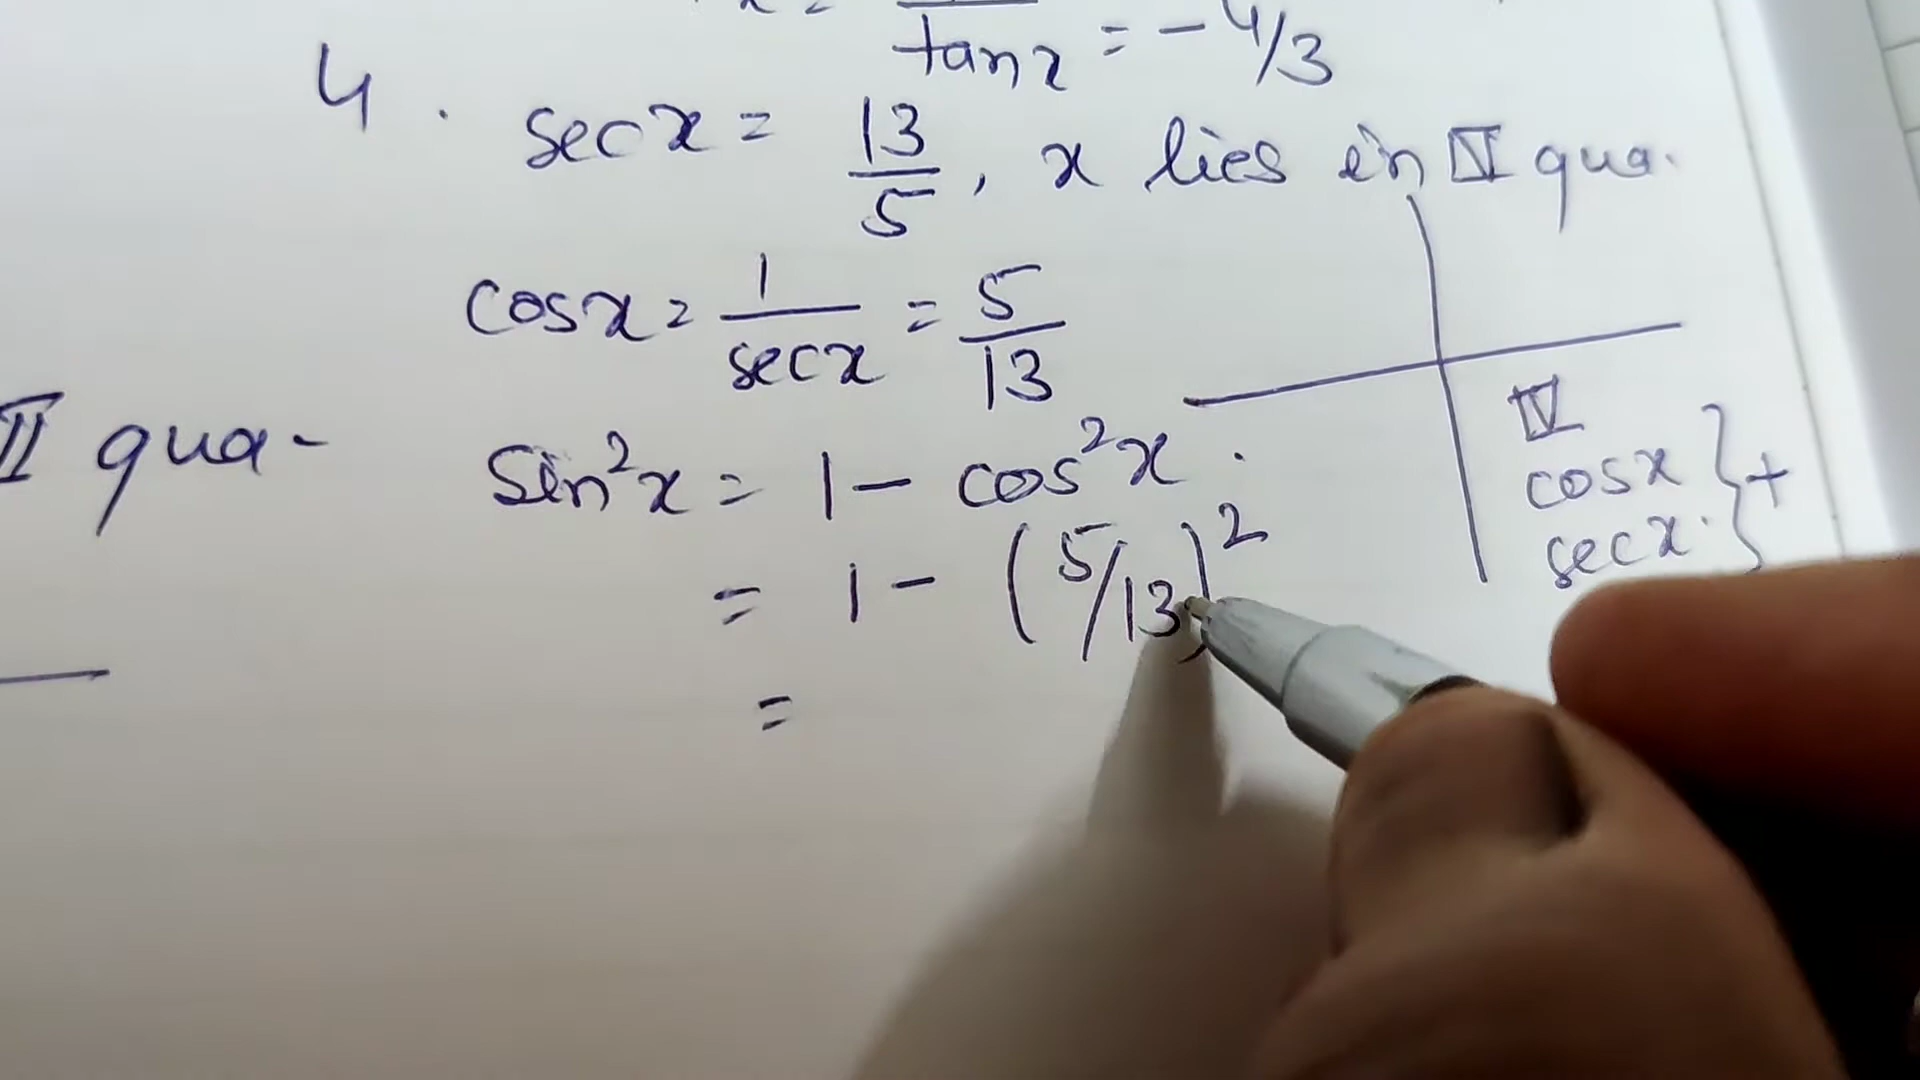 tanx = - 4/3
4. secx = 13/5, x lies in IV qua.
cosx = 1/secx = 5/13
II qua-
Sin²x = 1 - cos²x.
= 1 - (5/13)²
=
IV
cosx
secx. } +